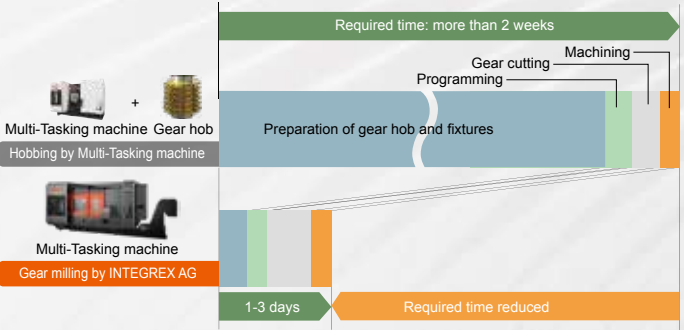 Required time: more than 2 weeks
Machining
Gear cutting
Programming
+
Multi-Tasking machine Gear hob
Preparation of gear hob and fixtures
Hobbing by Multi-Tasking machine
Multi-Tasking machine
Gear milling by INTEGREX AG
1-3 days
Required time reduced